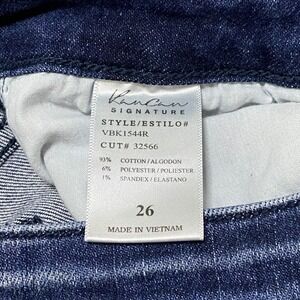 KanCan
SIGNATURE
STYLE/ESTILO#
VBK1544R
CUT# 32566
93% COTTON/ALGODON
6% POLYESTER/POLIESTER
1% SPANDEX/ELASTANO
26
MADE IN VIETNAM